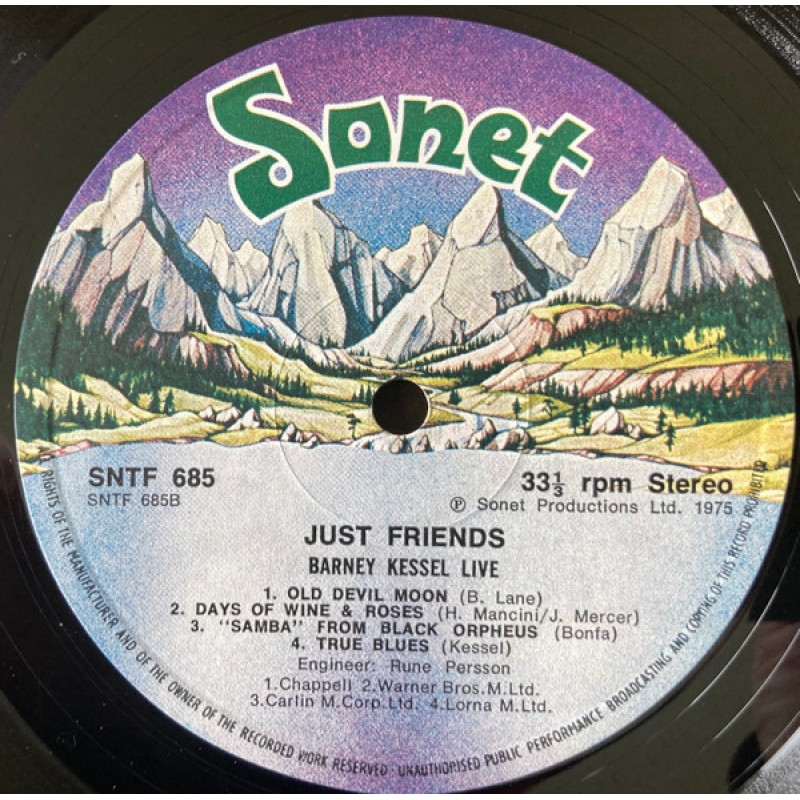 Sonet
SNTF 685
SNTF 685B
33⅓ rpm Stereo
℗ Sonet Productions Ltd. 1975
JUST FRIENDS
BARNEY KESSEL LIVE
1. OLD DEVIL MOON (B. Lane)
2. DAYS OF WINE & ROSES (H. Mancini/J. Mercer)
3. "SAMBA" FROM BLACK ORPHEUS (Bonfa)
4. TRUE BLUES (Kessel)
Engineer: Rune Persson
1.Chappell 2.Warner Bros.M.Ltd.
3.Carlin M.Corp.Ltd. 4.Lorna M.Ltd.
RIGHTS OF THE MANUFACTURER AND OF THE OWNER OF THE RECORDED WORK RESERVED · UNAUTHORISED PUBLIC PERFORMANCE BROADCASTING AND COPYING OF THIS RECORD PROHIBITED